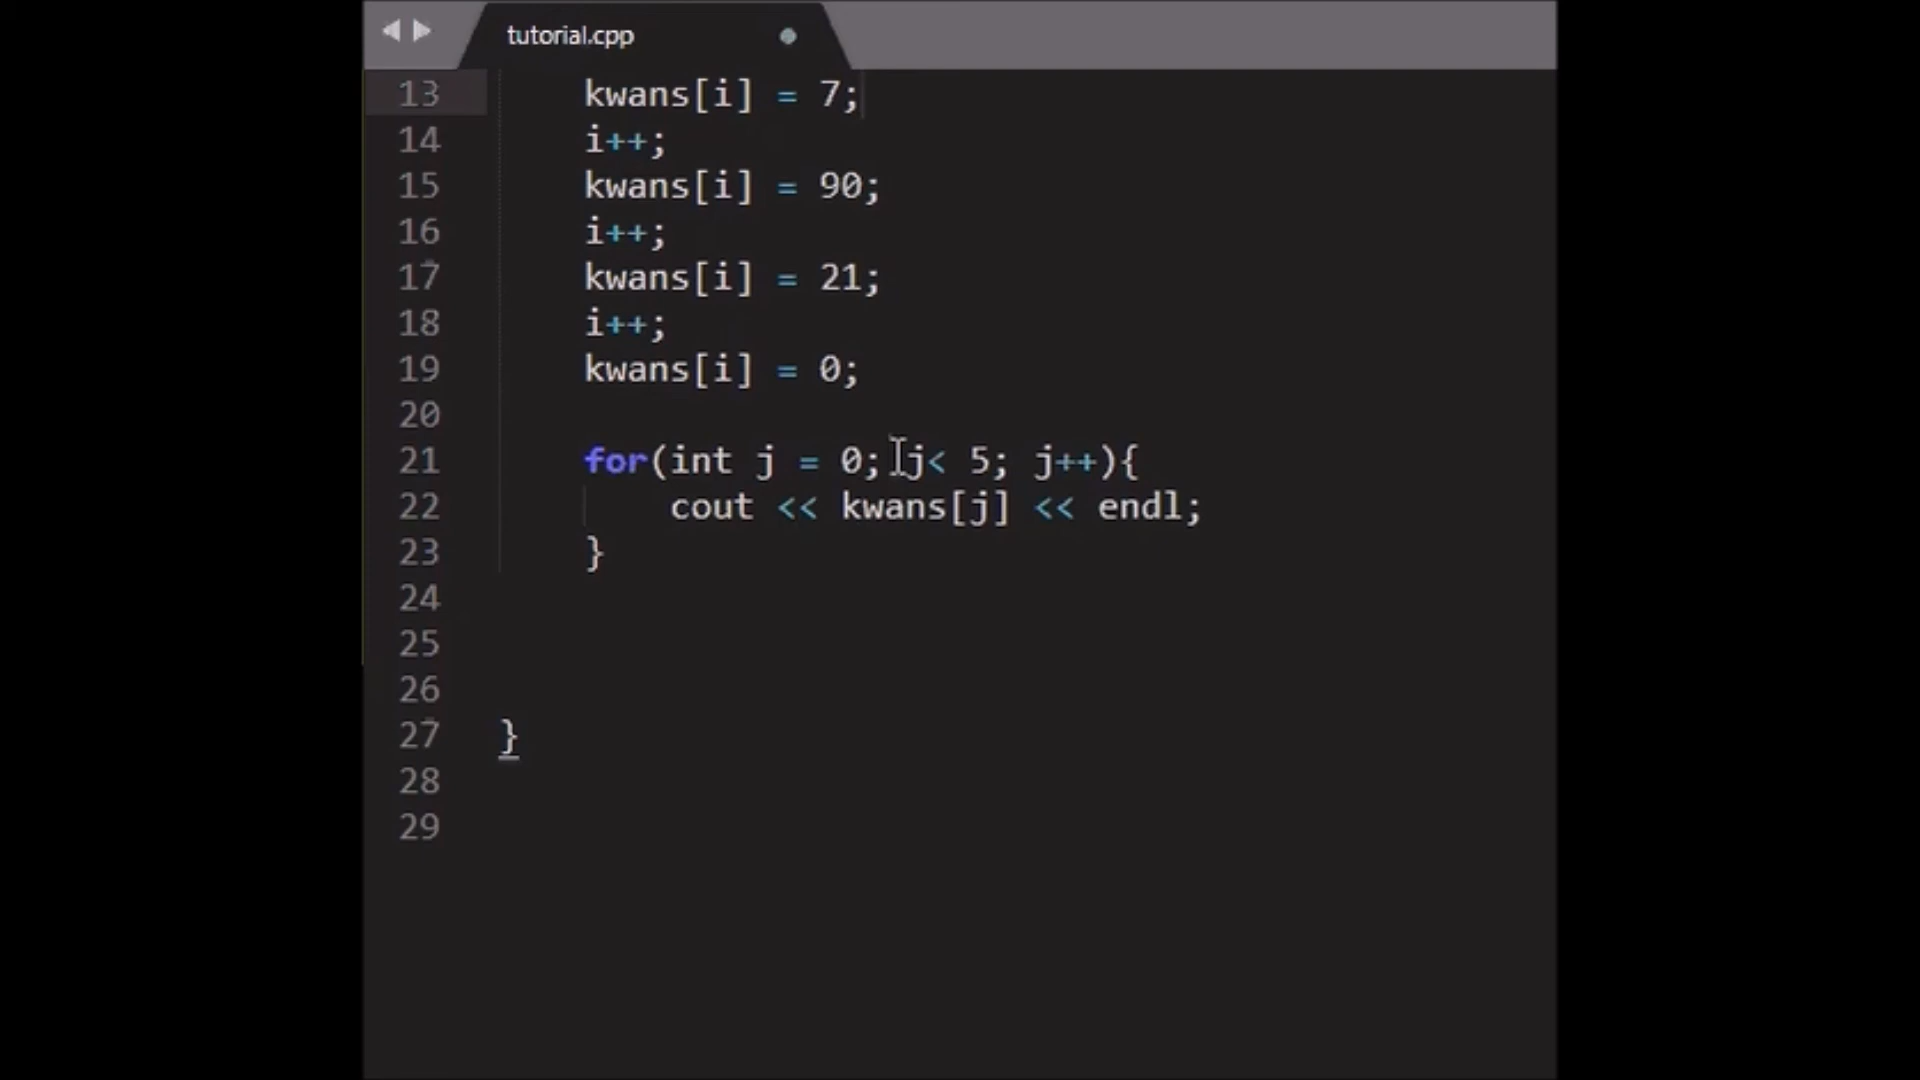 tutorial.cpp
13 kwans[i] = 7;
14 i++;
15 kwans[i] = 90;
16 i++;
17 kwans[i] = 21;
18 i++;
19 kwans[i] = 0;
20
21 for(int j = 0; j< 5; j++){
22 cout << kwans[j] << endl;
23 }
24
25
26
27 }
28
29